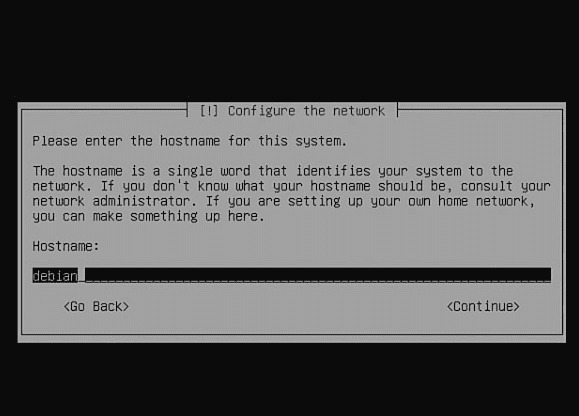 [!] Configure the network
Please enter the hostname for this system.
The hostname is a single word that identifies your system to the
network. If you don't know what your hostname should be, consult your
network administrator. If you are setting up your own home network,
you can make something up here.
Hostname:
debian
<Go Back> <Continue>